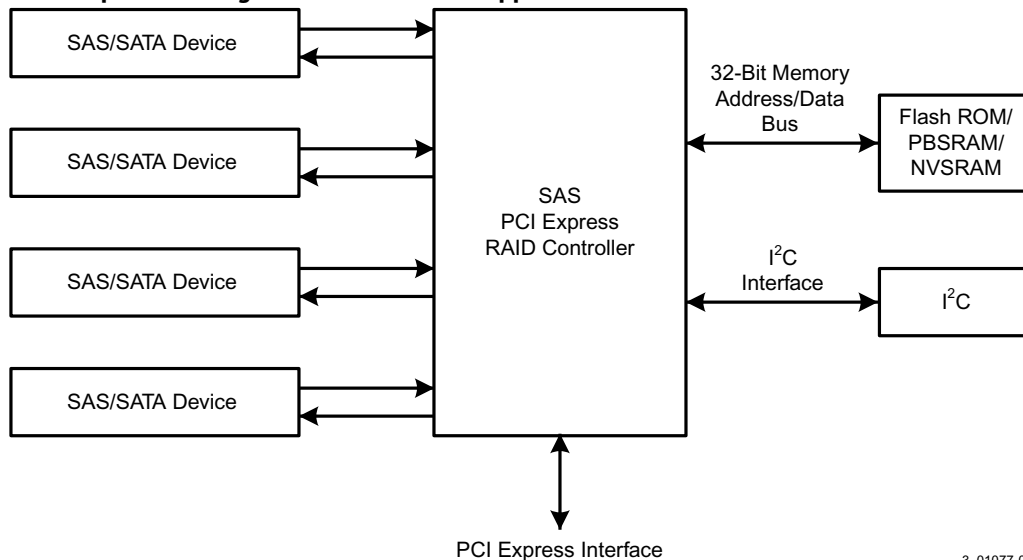 SAS/SATA Device
SAS/SATA Device
SAS/SATA Device
SAS/SATA Device
SAS
PCI Express
RAID Controller
32-Bit Memory
Address/Data
Bus
Flash ROM/
PBSRAM/
NVSRAM
I²C
Interface
I²C
PCI Express Interface